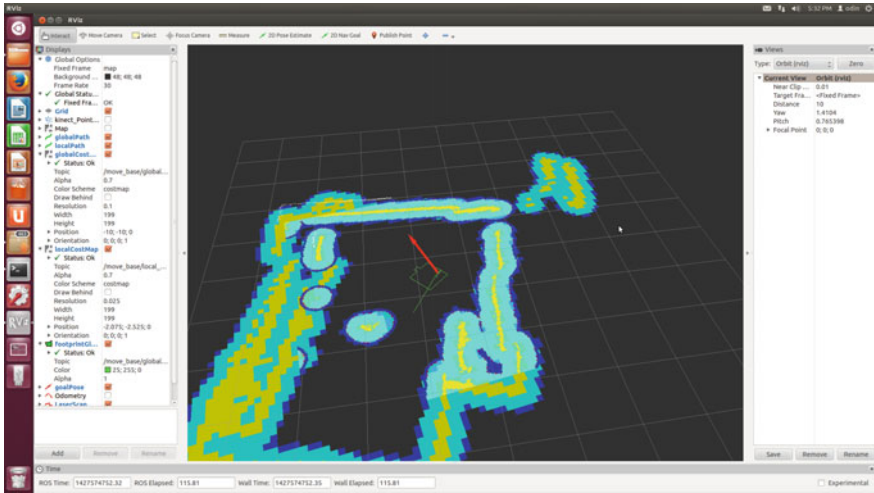 RViz
5:32 PM odin
RViz
Interact Move Camera Select Focus Camera Measure 2D Pose Estimate 2D Nav Goal Publish Point
Displays
Global Options
Fixed Frame map
Background ... 48; 48; 48
Frame Rate 30
Global Statu...
Fixed Fra... OK
Grid
kinect_Point...
Map
globalPath
localPath
globalCost...
Status: Ok
Topic /move_base/global...
Alpha 0.7
Color Scheme costmap
Draw Behind
Resolution 0.1
Width 199
Height 199
Position -10; -10; 0
Orientation 0; 0; 0; 1
localCostMap
Status: Ok
Topic /move_base/local_...
Alpha 0.7
Color Scheme costmap
Draw Behind
Resolution 0.025
Width 199
Height 199
Position -2.075; -2.525; 0
Orientation 0; 0; 0; 1
footprintGl...
Status: Ok
Topic /move_base/global...
Color 25; 255; 0
Alpha 1
goalPose
Odometry
LaserScan
Add Remove Rename
Views
Type: Orbit (rviz) Zero
Current View Orbit (rviz)
Near Clip ... 0.01
Target Fra... <Fixed Frame>
Distance 10
Yaw 1.4104
Pitch 0.765398
Focal Point 0; 0; 0
Save Remove Rename
Time
ROS Time: 1427574752.32 ROS Elapsed: 115.81 Wall Time: 1427574752.35 Wall Elapsed: 115.81 Experimental